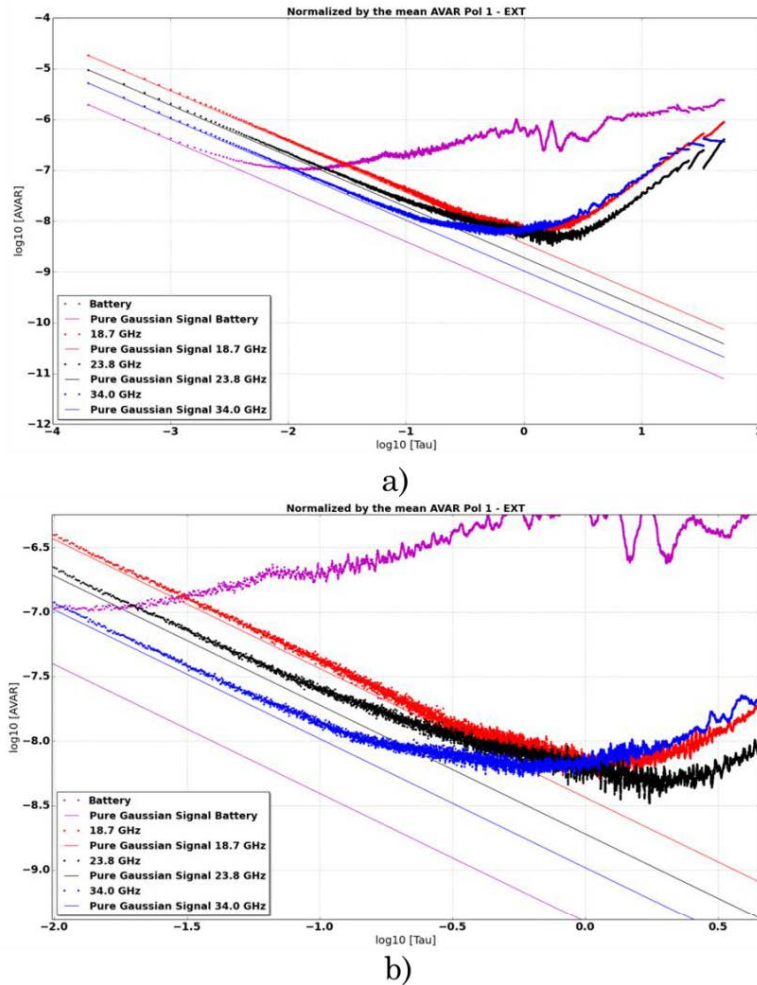 Normalized by the mean AVAR Pol 1 - EXT
−4
−5
−6
−7
−8
−9
−10
−11
−12
log10 [AVAR]
Battery
Pure Gaussian Signal Battery
18.7 GHz
Pure Gaussian Signal 18.7 GHz
23.8 GHz
Pure Gaussian Signal 23.8 GHz
34.0 GHz
Pure Gaussian Signal 34.0 GHz
−4 −3 −2 −1 0 1 2
log10 [Tau]
a)
Normalized by the mean AVAR Pol 1 - EXT
−6.5
−7.0
−7.5
−8.0
−8.5
−9.0
log10 [AVAR]
Battery
Pure Gaussian Signal Battery
18.7 GHz
Pure Gaussian Signal 18.7 GHz
23.8 GHz
Pure Gaussian Signal 23.8 GHz
34.0 GHz
Pure Gaussian Signal 34.0 GHz
−2.0 −1.5 −1.0 −0.5 0.0 0.5
log10 [Tau]
b)